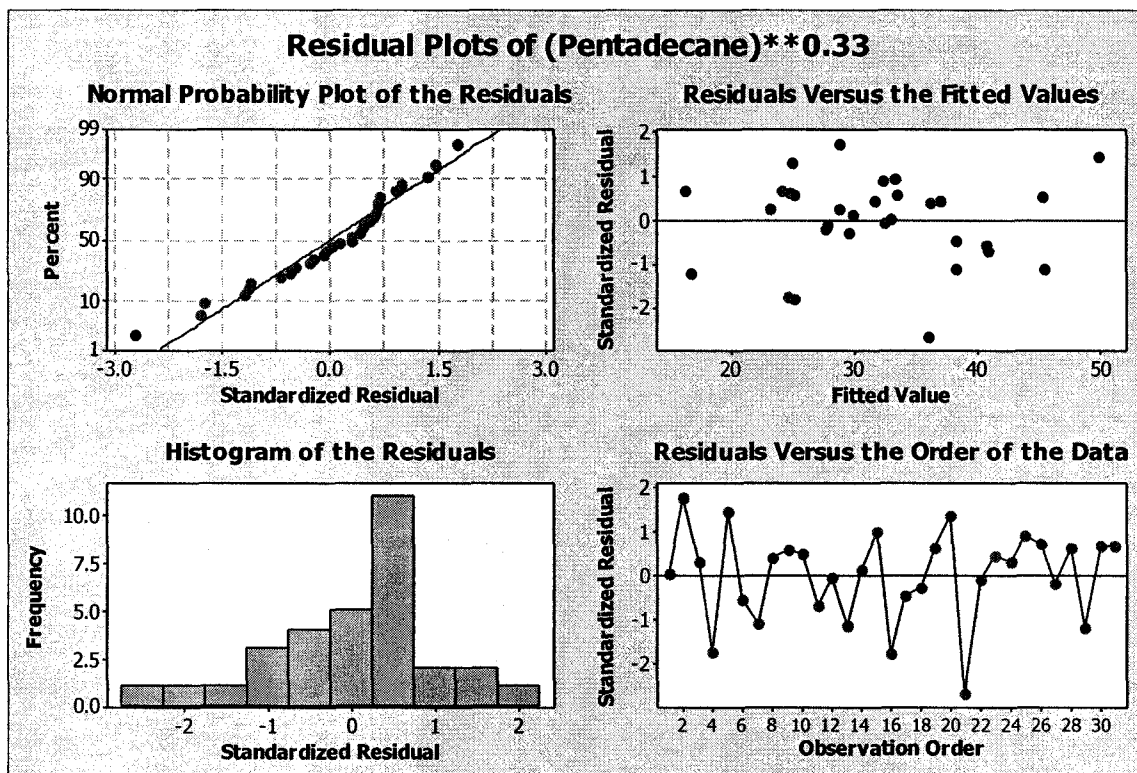 Residual Plots of (Pentadecane)**0.33
Normal Probability Plot of the Residuals
99
90
50
10
1
Percent
-3.0 -1.5 0.0 1.5 3.0
Standardized Residual
Residuals Versus the Fitted Values
2
1
0
-1
-2
Standardized Residual
20 30 40 50
Fitted Value
Histogram of the Residuals
10.0
7.5
5.0
2.5
0.0
Frequency
-2 -1 0 1 2
Standardized Residual
Residuals Versus the Order of the Data
2
1
0
-1
-2
Standardized Residual
2 4 6 8 10 12 14 16 18 20 22 24 26 28 30
Observation Order